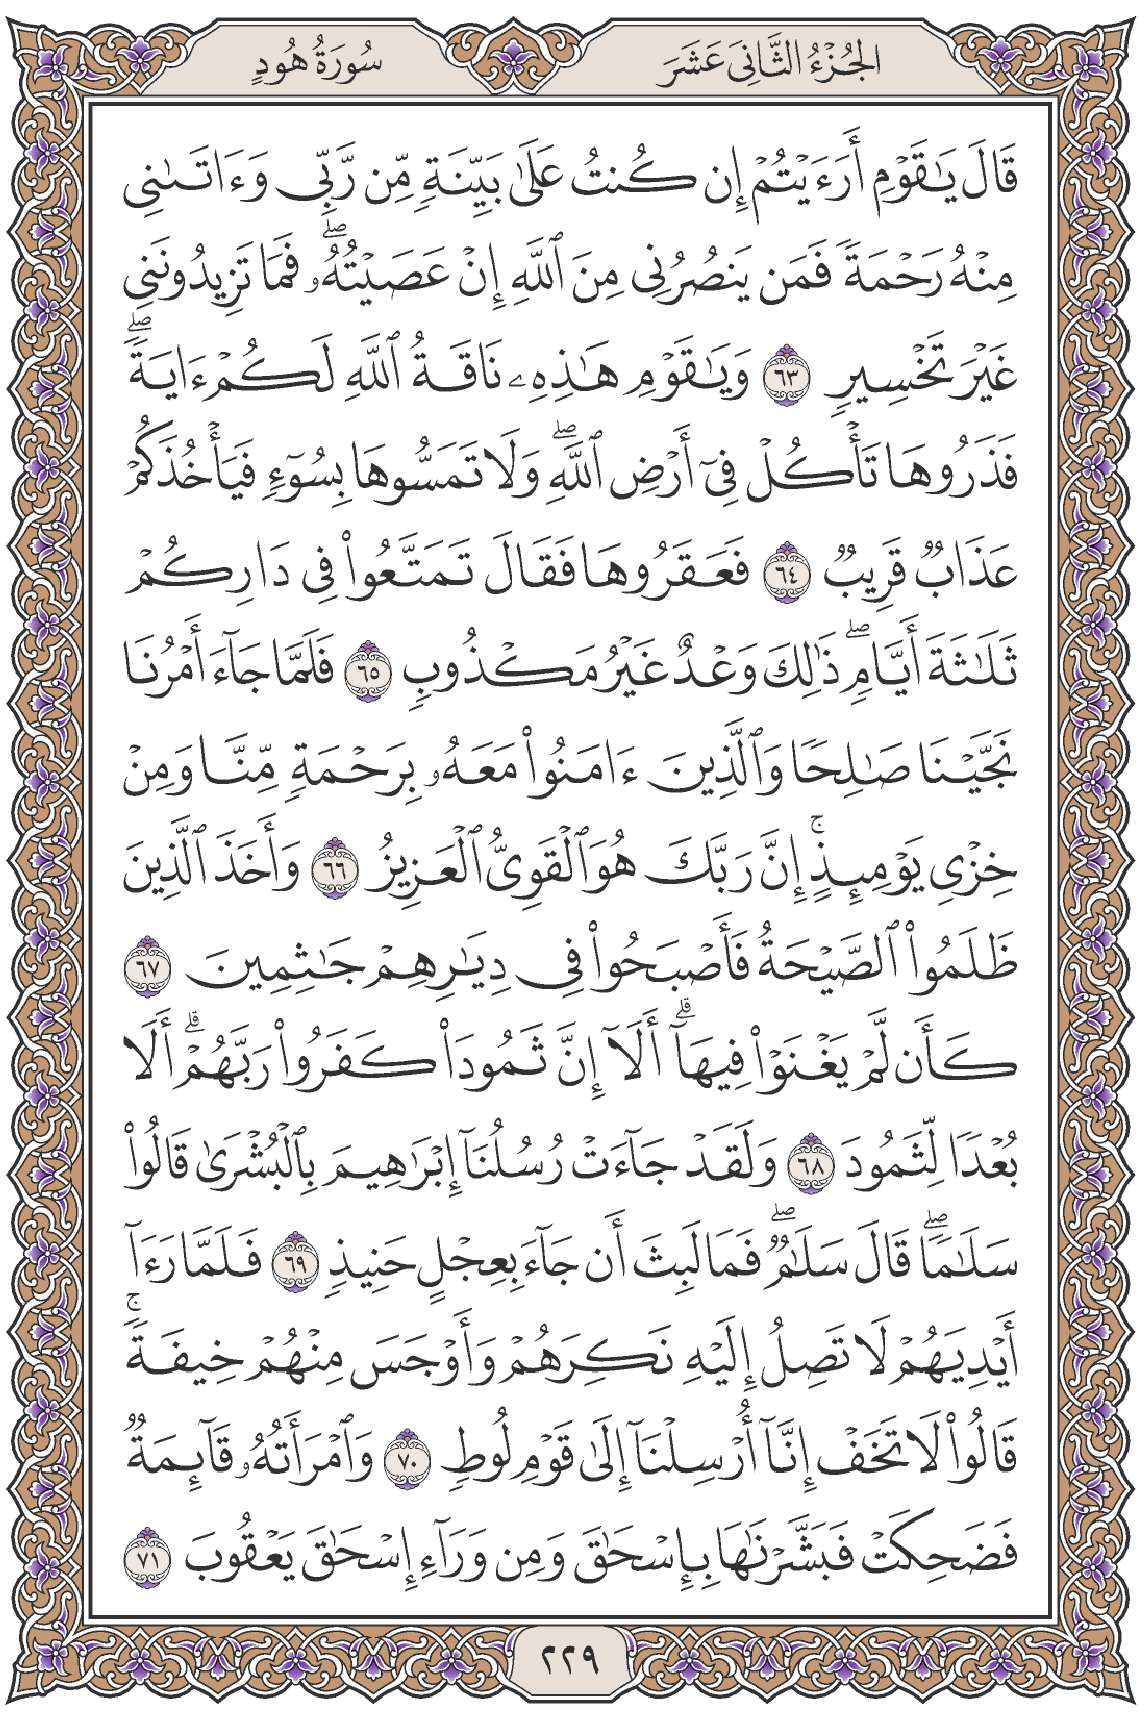 الجُزْءُ الثَّانِيَ عَشَرَ
سُورَةُ هُودٍ
قَالَ يَٰقَوْمِ أَرَءَيْتُمْ إِن كُنتُ عَلَىٰ بَيِّنَةٍ مِّن رَّبِّى وَءَاتَىٰنِى
مِنْهُ رَحْمَةً فَمَن يَنصُرُنِى مِنَ ٱللَّهِ إِنْ عَصَيْتُهُۥۖ فَمَا تَزِيدُونَنِى
غَيْرَ تَخْسِيرٍ ٦٣ وَيَٰقَوْمِ هَٰذِهِۦ نَاقَةُ ٱللَّهِ لَكُمْ ءَايَةًۖ
فَذَرُوهَا تَأْكُلْ فِىٓ أَرْضِ ٱللَّهِۖ وَلَا تَمَسُّوهَا بِسُوٓءٍ فَيَأْخُذَكُمْ
عَذَابٌ قَرِيبٌ ٦٤ فَعَقَرُوهَا فَقَالَ تَمَتَّعُوا۟ فِى دَارِكُمْ
ثَلَٰثَةَ أَيَّامٍۖ ذَٰلِكَ وَعْدٌ غَيْرُ مَكْذُوبٍ ٦٥ فَلَمَّا جَآءَ أَمْرُنَا
نَجَّيْنَا صَٰلِحًا وَٱلَّذِينَ ءَامَنُوا۟ مَعَهُۥ بِرَحْمَةٍ مِّنَّا وَمِنْ
خِزْىِ يَوْمِئِذٍۚ إِنَّ رَبَّكَ هُوَ ٱلْقَوِىُّ ٱلْعَزِيزُ ٦٦ وَأَخَذَ ٱلَّذِينَ
ظَلَمُوا۟ ٱلصَّيْحَةُ فَأَصْبَحُوا۟ فِى دِيَٰرِهِمْ جَٰثِمِينَ ٦٧
كَأَن لَّمْ يَغْنَوْا۟ فِيهَآۗ أَلَآ إِنَّ ثَمُودَا۟ كَفَرُوا۟ رَبَّهُمْۗ أَلَا
بُعْدًا لِّثَمُودَ ٦٨ وَلَقَدْ جَآءَتْ رُسُلُنَآ إِبْرَٰهِيمَ بِٱلْبُشْرَىٰ قَالُوا۟
سَلَٰمًاۖ قَالَ سَلَٰمٌۖ فَمَا لَبِثَ أَن جَآءَ بِعِجْلٍ حَنِيذٍ ٦٩ فَلَمَّا رَءَآ
أَيْدِيَهُمْ لَا تَصِلُ إِلَيْهِ نَكِرَهُمْ وَأَوْجَسَ مِنْهُمْ خِيفَةًۚ
قَالُوا۟ لَا تَخَفْ إِنَّآ أُرْسِلْنَآ إِلَىٰ قَوْمِ لُوطٍ ٧٠ وَٱمْرَأَتُهُۥ قَآئِمَةٌ
فَضَحِكَتْ فَبَشَّرْنَٰهَا بِإِسْحَٰقَ وَمِن وَرَآءِ إِسْحَٰقَ يَعْقُوبَ ٧١
٢٢٩